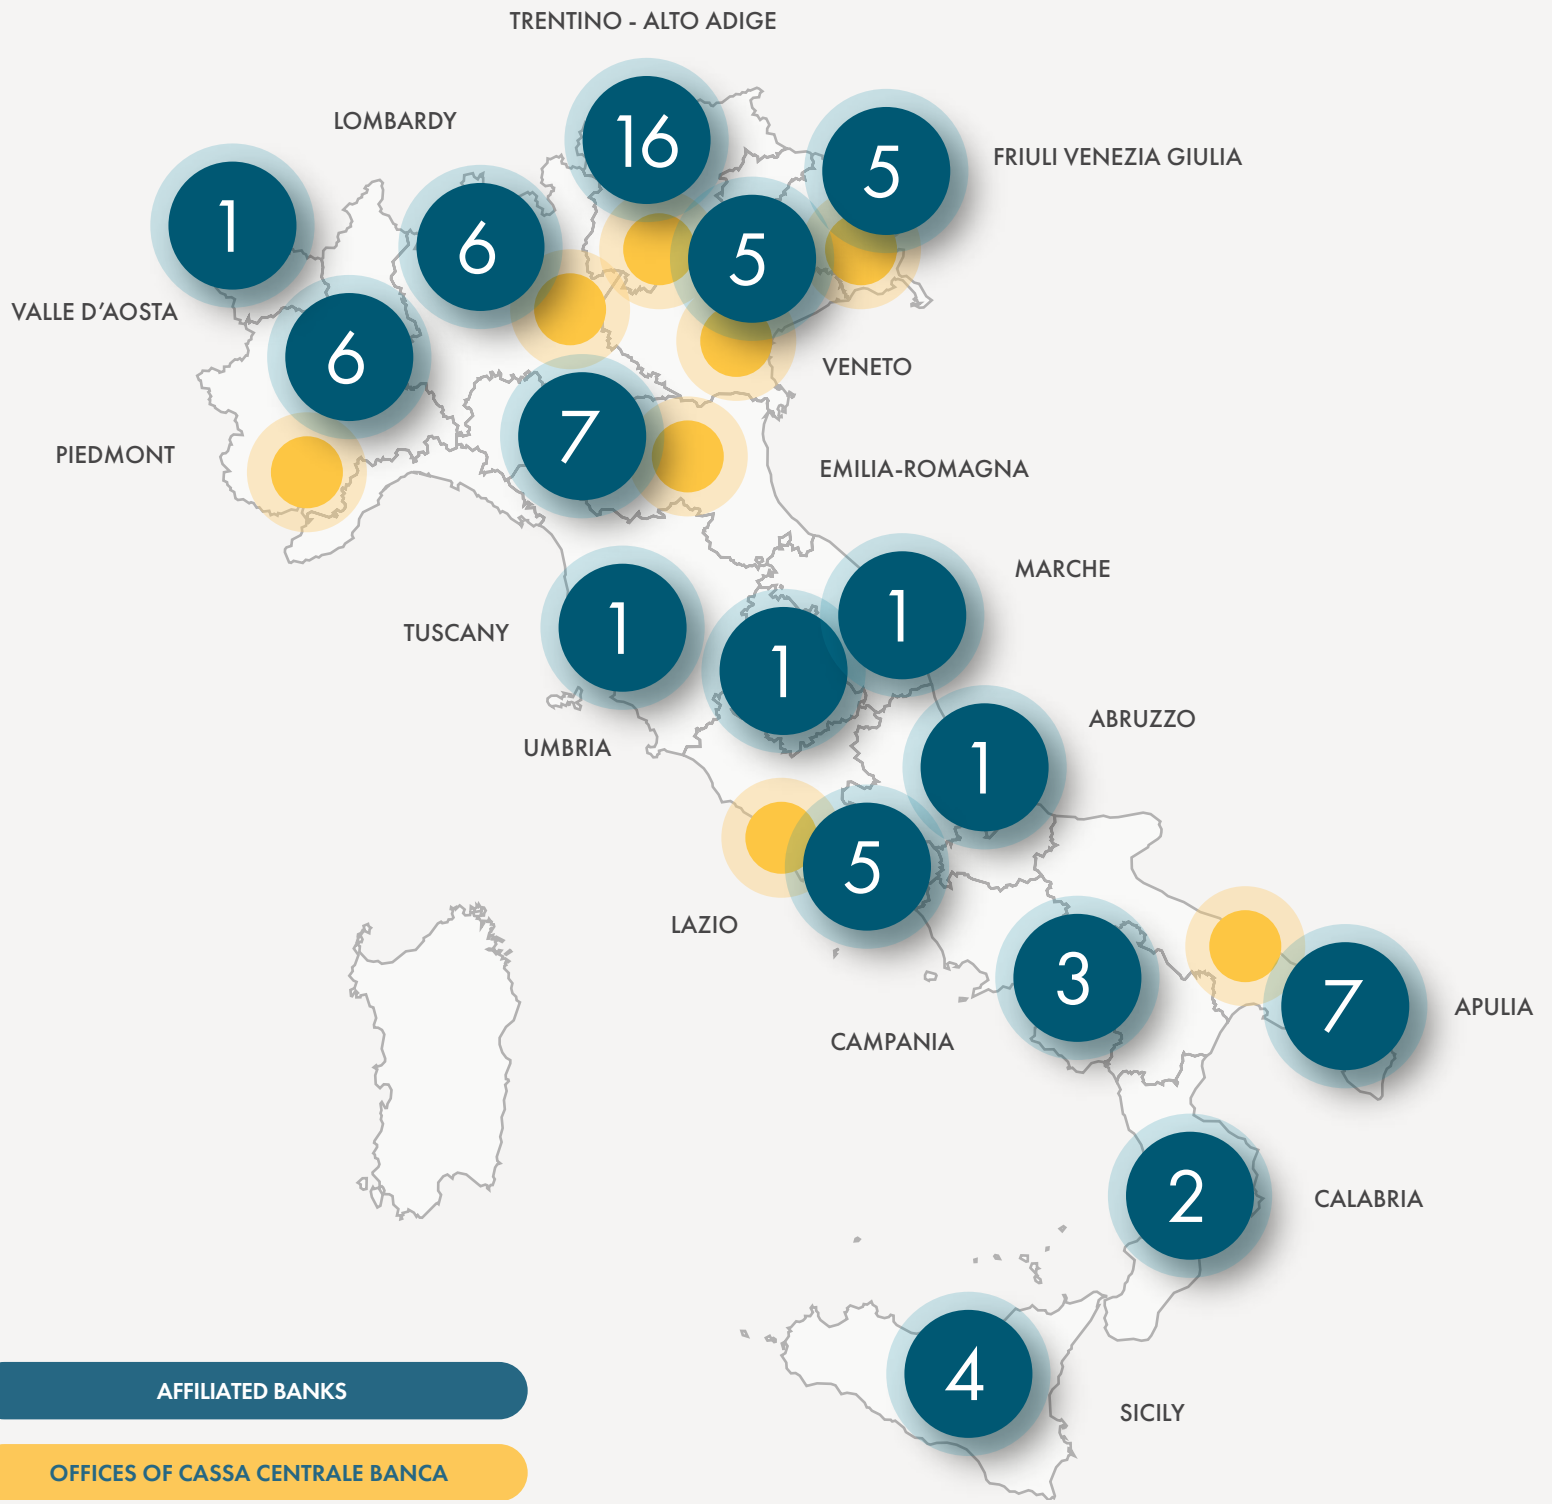 TRENTINO - ALTO ADIGE
LOMBARDY
16
5
FRIULI VENEZIA GIULIA
1
6
5
VALLE D’AOSTA
6
VENETO
7
PIEDMONT
EMILIA-ROMAGNA
MARCHE
1
1
TUSCANY
1
ABRUZZO
UMBRIA
1
5
LAZIO
3
7
APULIA
CAMPANIA
2
CALABRIA
4
SICILY
AFFILIATED BANKS
OFFICES OF CASSA CENTRALE BANCA